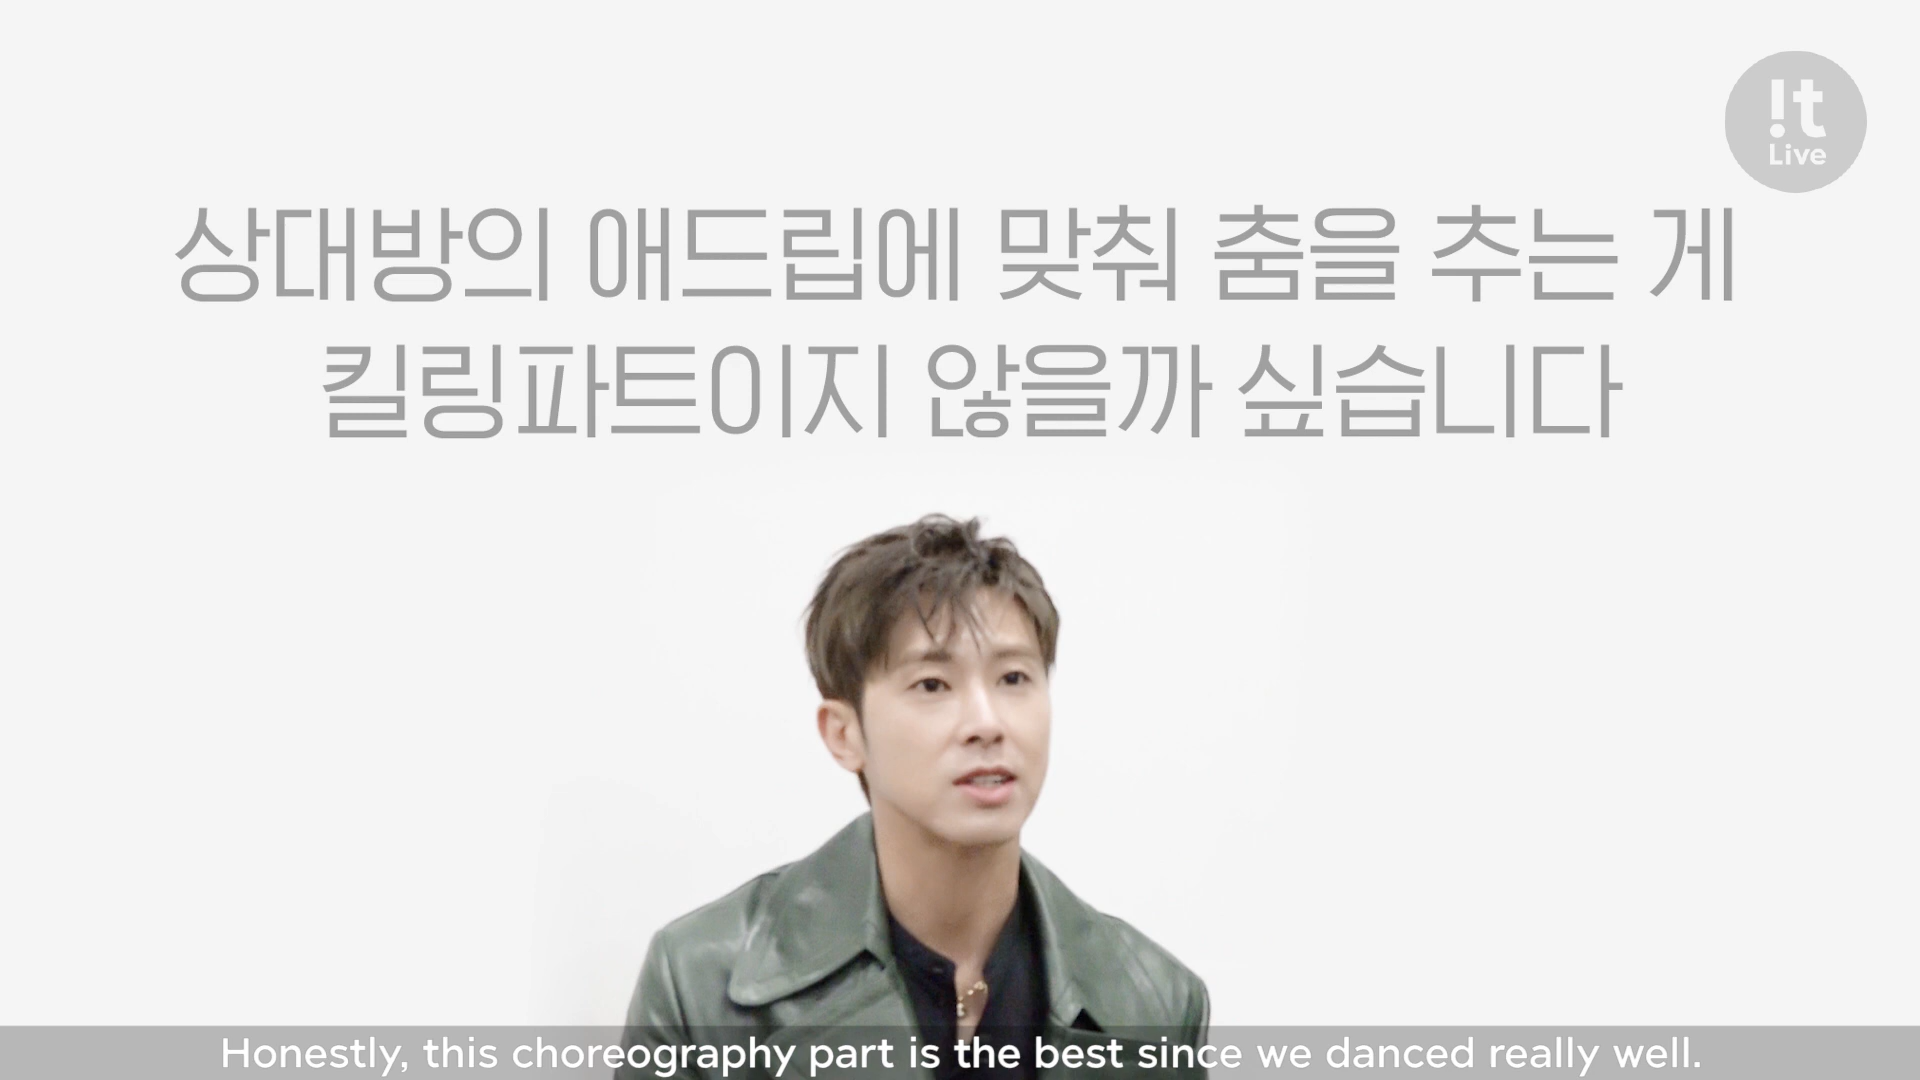 !t
Live
상대방의 애드립에 맞춰 춤을 추는 게
킬링파트이지 않을까 싶습니다
Honestly, this choreography part is the best since we danced really well.